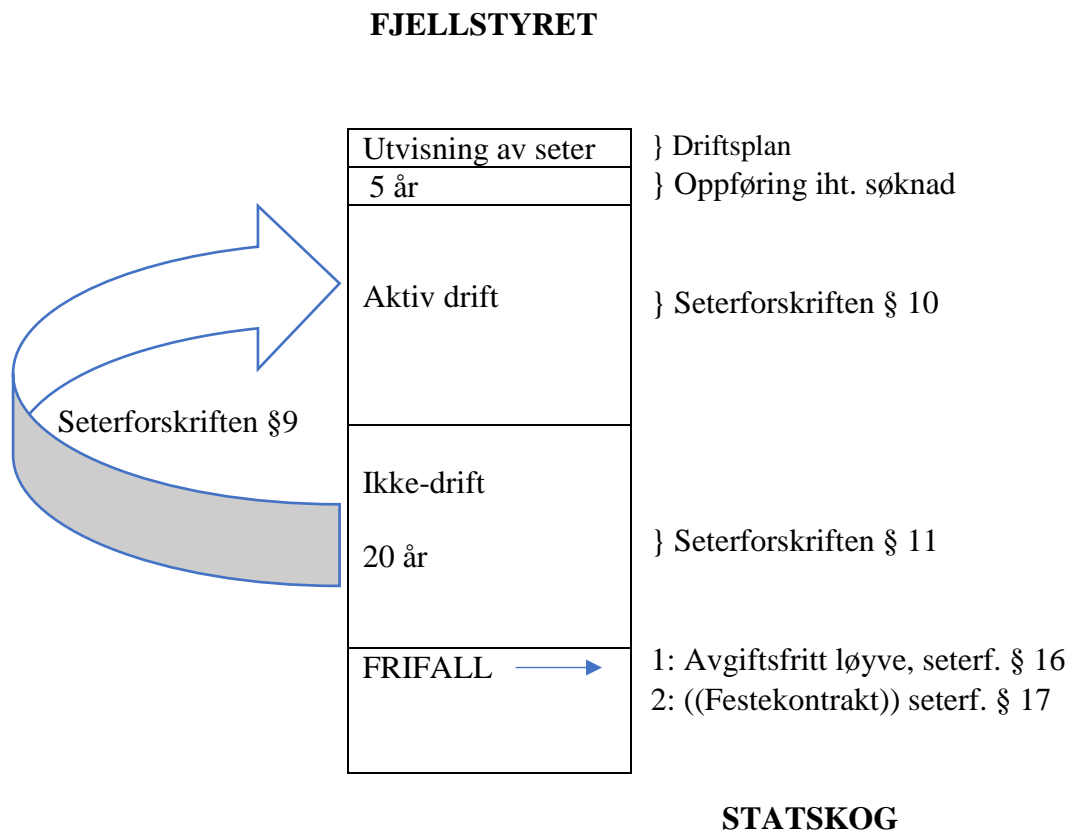 FJELLSTYRET
Utvisning av seter
} Driftsplan
5 år
} Oppføring iht. søknad
Aktiv drift
} Seterforskriften § 10
Seterforskriften §9
Ikke-drift
20 år
} Seterforskriften § 11
FRIFALL
1: Avgiftsfritt løyve, seterf. § 16
2: ((Festekontrakt)) seterf. § 17
STATSKOG